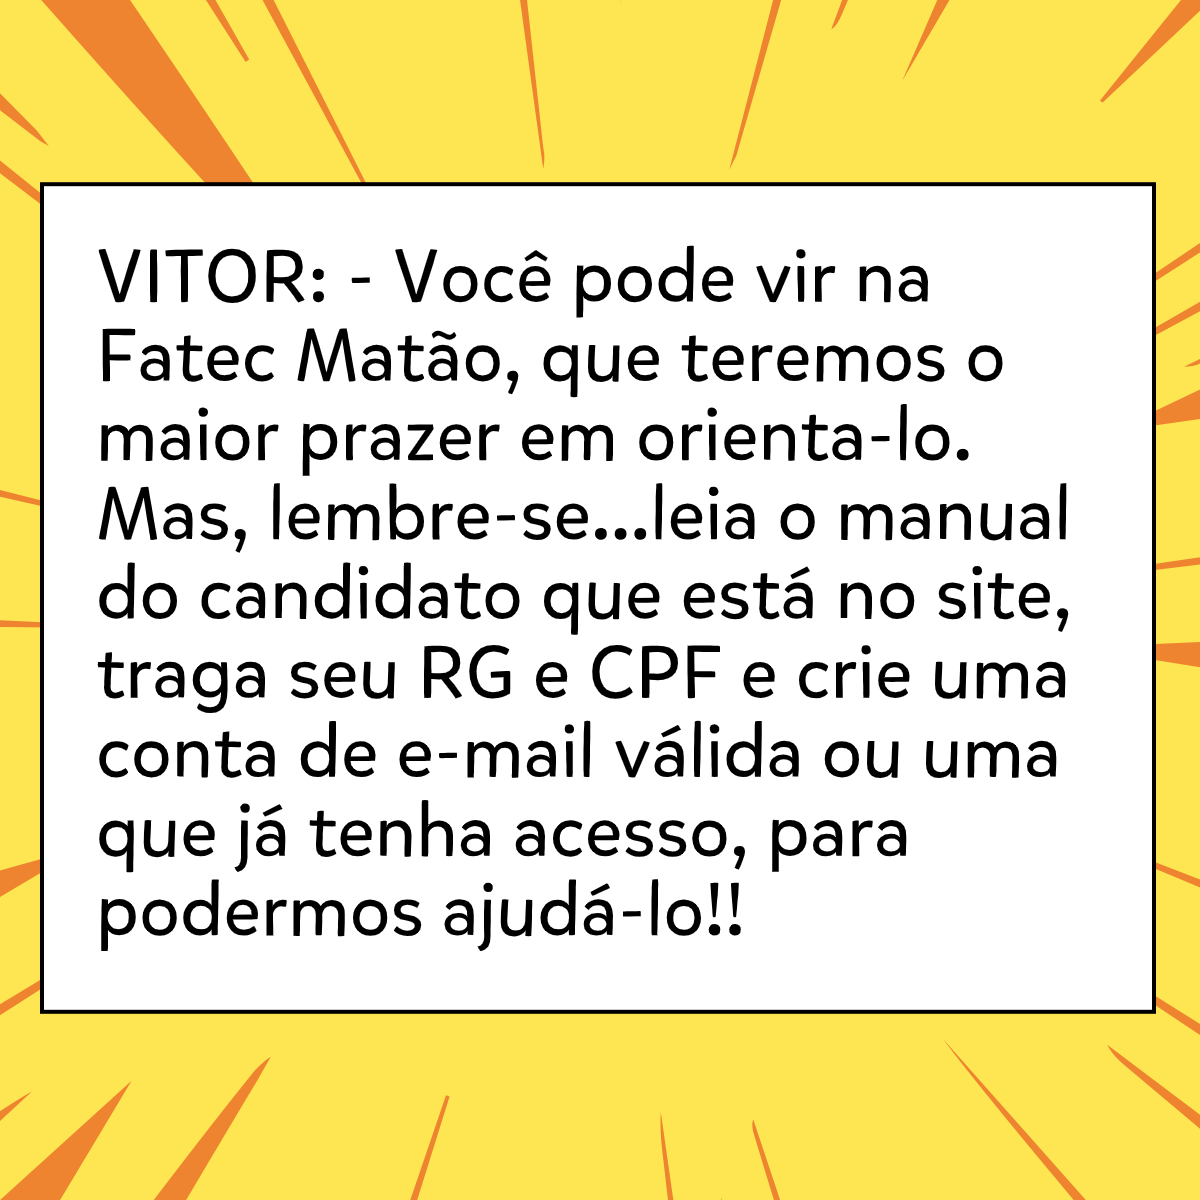 VITOR: - Você pode vir na
Fatec Matão, que teremos o
maior prazer em orienta-lo.
Mas, lembre-se...leia o manual
do candidato que está no site,
traga seu RG e CPF e crie uma
conta de e-mail válida ou uma
que já tenha acesso, para
podermos ajudá-lo!!